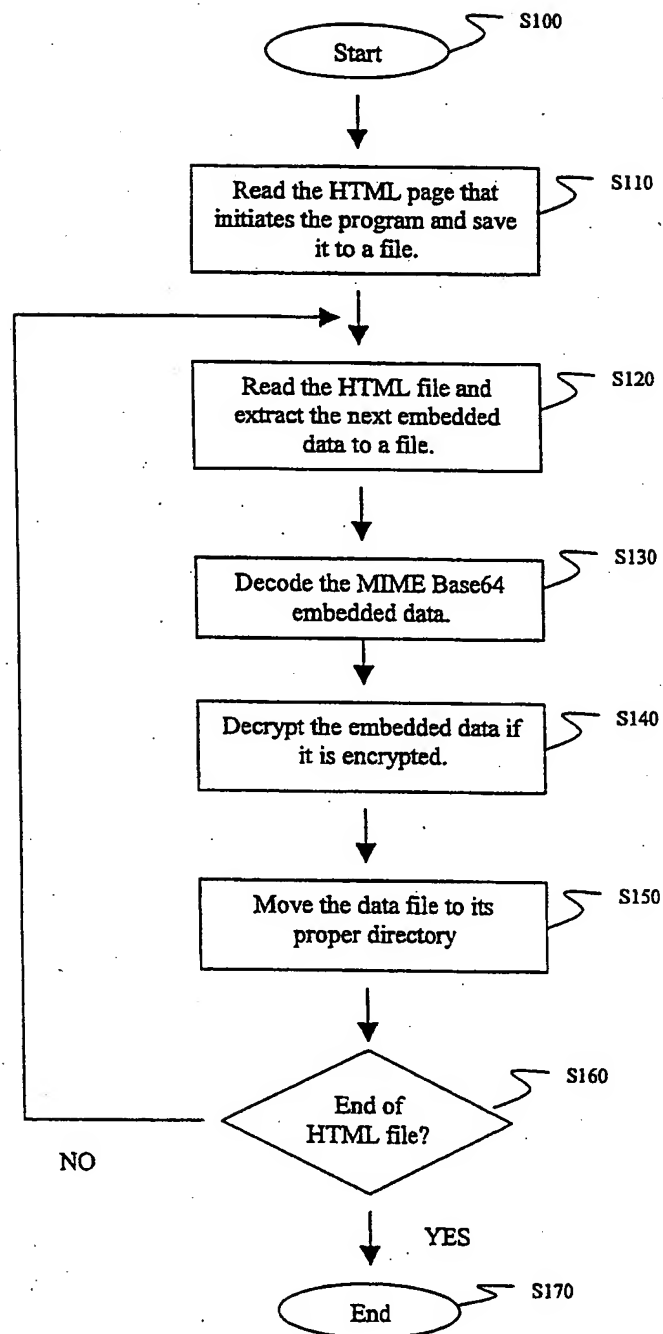 S100
Start
S110
Read the HTML page that
initiates the program and save
it to a file.
S120
Read the HTML file and
extract the next embedded
data to a file.
S130
Decode the MIME Base64
embedded data.
S140
Decrypt the embedded data if
it is encrypted.
S150
Move the data file to its
proper directory
S160
End of
HTML file?
NO
YES
S170
End